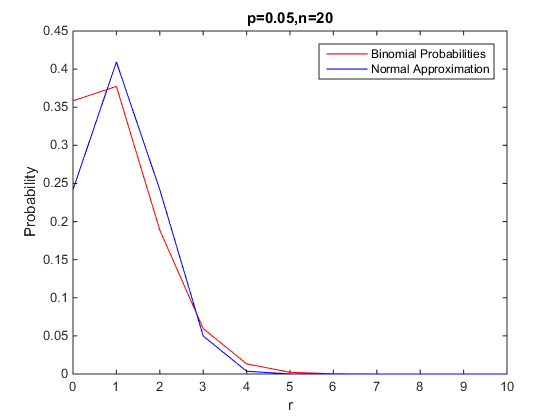 p=0.05,n=20
Binomial Probabilities
Normal Approximation
Probability
0.45
0.4
0.35
0.3
0.25
0.2
0.15
0.1
0.05
0
0 1 2 3 4 5 6 7 8 9 10
r